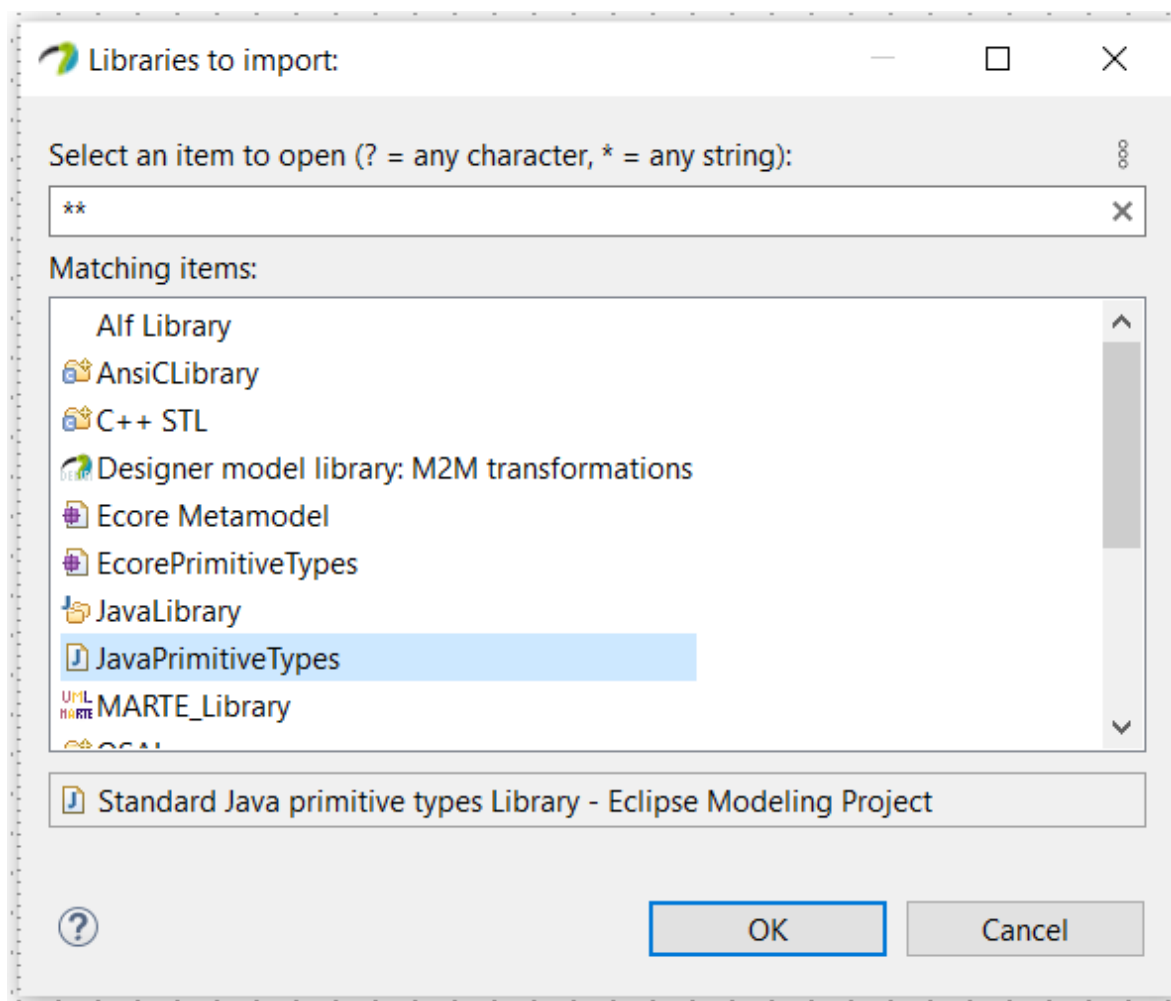 Libraries to import:
Select an item to open (? = any character, * = any string):
**
Matching items:
Alf Library
AnsiCLibrary
C++ STL
Designer model library: M2M transformations
Ecore Metamodel
EcorePrimitiveTypes
JavaLibrary
JavaPrimitiveTypes
UML MARTE MARTE_Library
Standard Java primitive types Library - Eclipse Modeling Project
OK Cancel